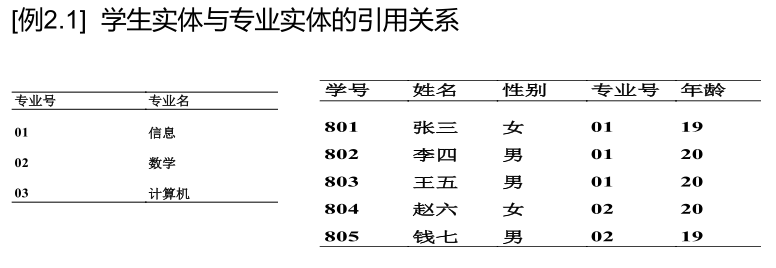 [例2.1] 学生实体与专业实体的引用关系
专业号 专业名
01 信息
02 数学
03 计算机
学号 姓名 性别 专业号 年龄
801 张三 女 01 19
802 李四 男 01 20
803 王五 男 01 20
804 赵六 女 02 20
805 钱七 男 02 19